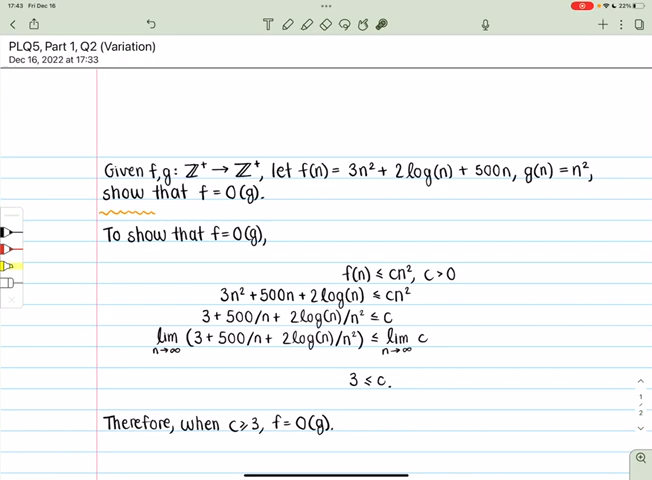 17:43 Fri Dec 16
22%
PLQ5, Part 1, Q2 (Variation)
Dec 16, 2022 at 17:33
Given f,g: ℤ⁺ → ℤ⁺, let f(n) = 3n² + 2log(n) + 500n, g(n) = n²,
show that f = O(g).
To show that f=O(g),
f(n) ≤ cn², c>0
3n² + 500n + 2log(n) ≤ cn²
3 + 500/n + 2log(n)/n² ≤ c
lim n→∞ (3 + 500/n + 2log(n)/n²) ≤ lim n→∞ c
3 ≤ c.
Therefore, when c ≥ 3, f = O(g).
1
/
2